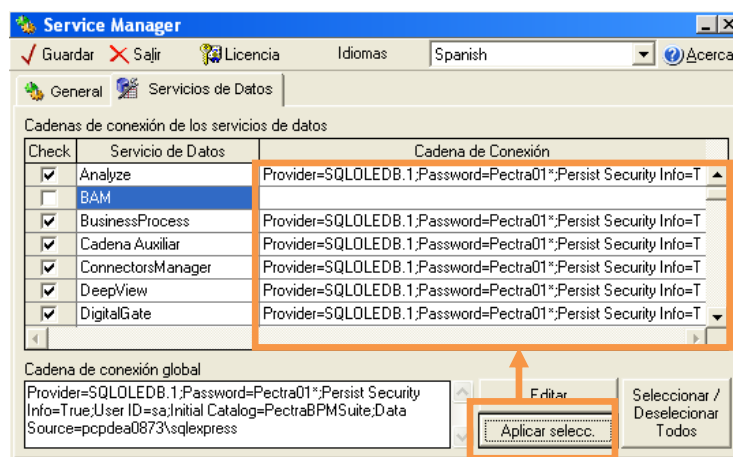 Service Manager
Guardar Salir Licencia Idiomas Spanish Acerca
General Servicios de Datos
Cadenas de conexión de los servicios de datos
Check Servicio de Datos Cadena de Conexión
Analyze Provider=SQLOLEDB.1;Password=Pectra01*;Persist Security Info=T
BAM
BusinessProcess Provider=SQLOLEDB.1;Password=Pectra01*;Persist Security Info=T
Cadena Auxiliar Provider=SQLOLEDB.1;Password=Pectra01*;Persist Security Info=T
ConnectorsManager Provider=SQLOLEDB.1;Password=Pectra01*;Persist Security Info=T
DeepView Provider=SQLOLEDB.1;Password=Pectra01*;Persist Security Info=T
DigitalGate Provider=SQLOLEDB.1;Password=Pectra01*;Persist Security Info=T
Cadena de conexión global
Provider=SQLOLEDB.1;Password=Pectra01*;Persist Security
Info=True;User ID=sa;Initial Catalog=PectraBPMSuite;Data
Source=pcpdea0873\sqlexpress
Editar
Aplicar selecc.
Seleccionar /
Deselecionar
Todos